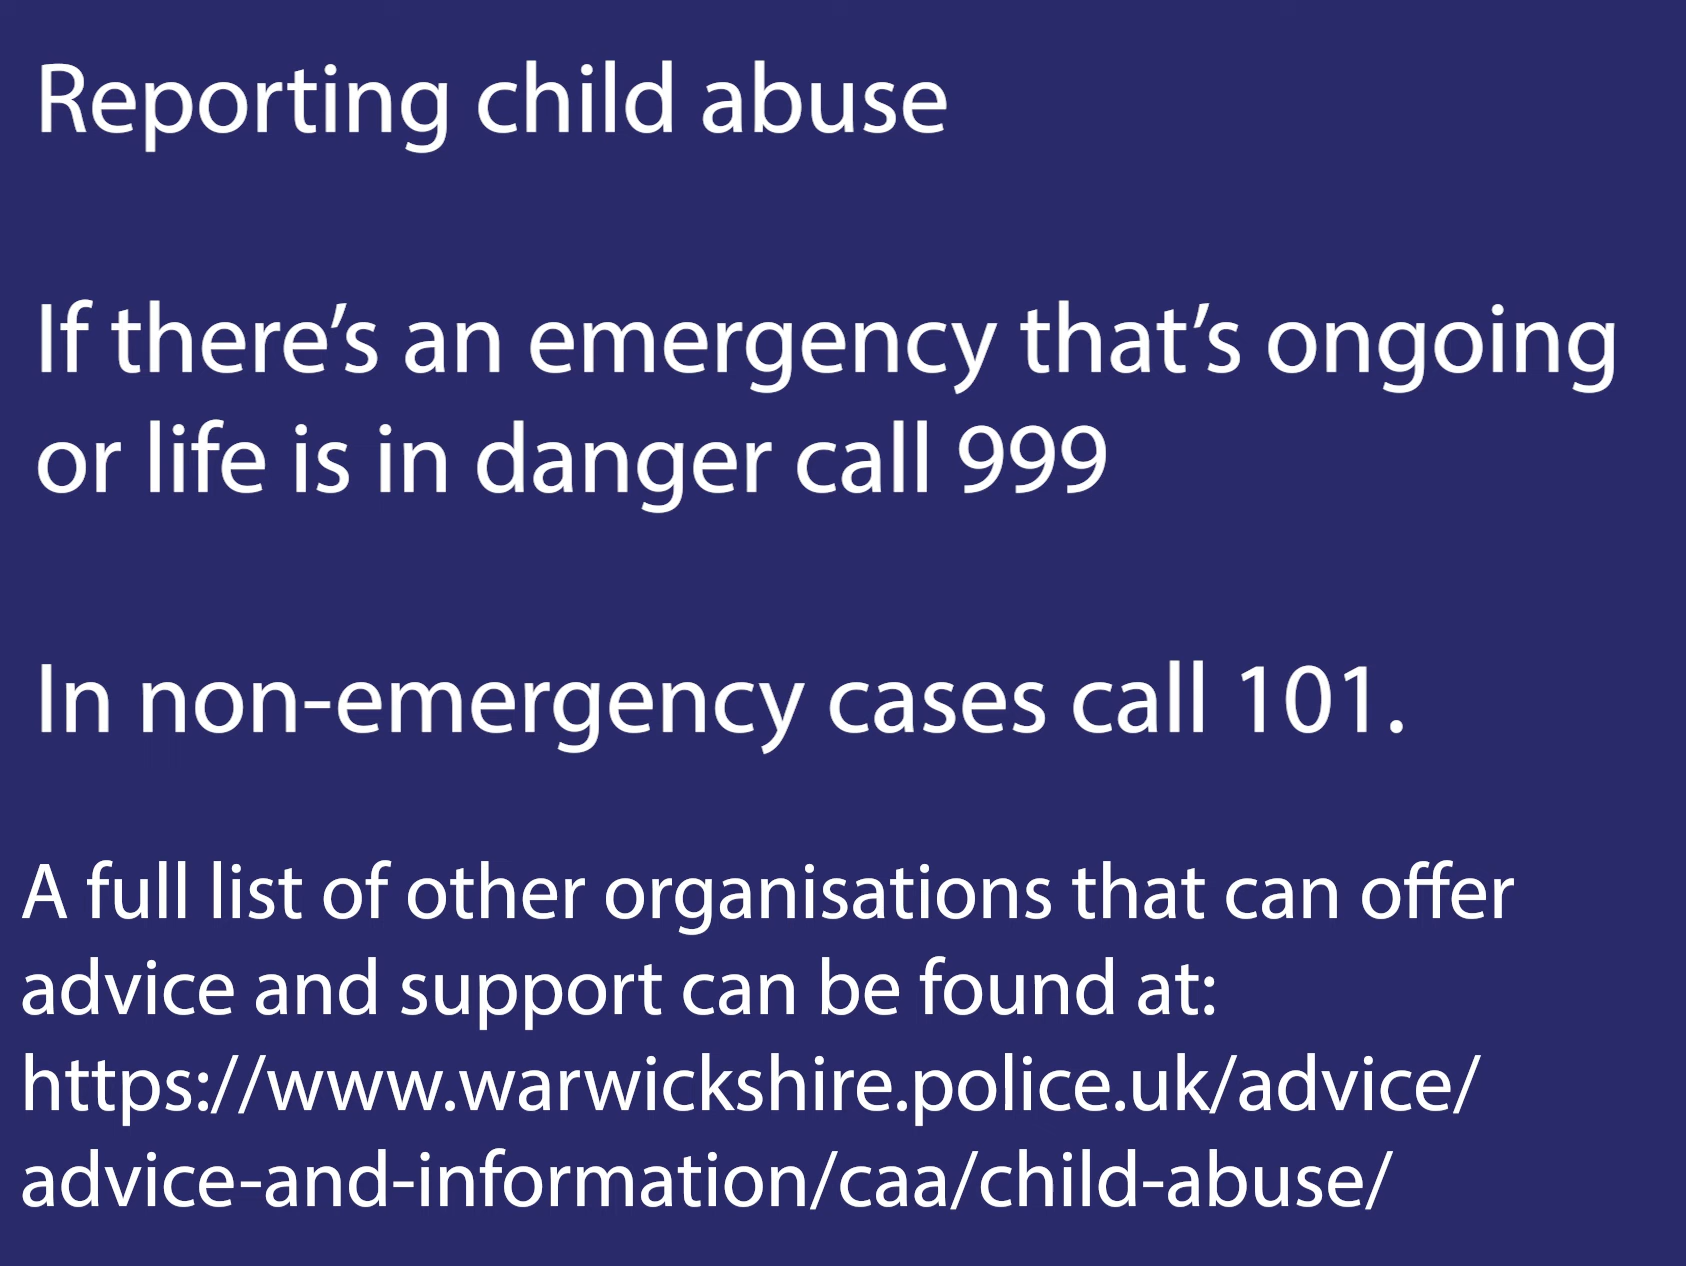 Reporting child abuse
If there’s an emergency that’s ongoing
or life is in danger call 999
In non-emergency cases call 101.
A full list of other organisations that can offer
advice and support can be found at:
https://www.warwickshire.police.uk/advice/
advice-and-information/caa/child-abuse/